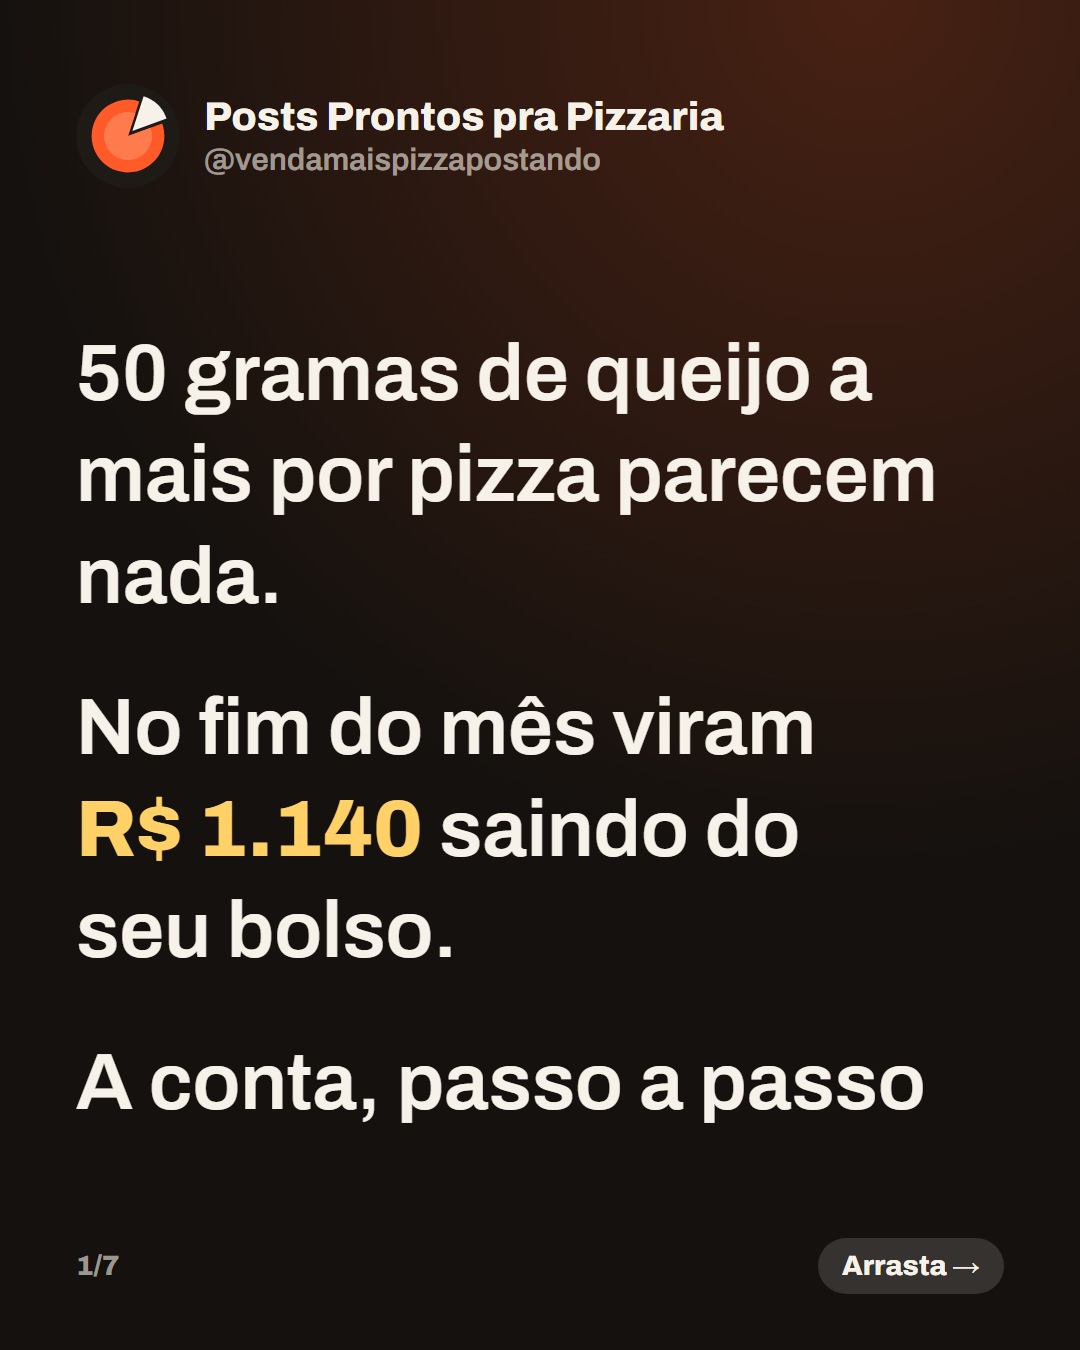 Posts Prontos pra Pizzaria
@vendamaispizzapostando
50 gramas de queijo a
mais por pizza parecem
nada.
No fim do mês viram
R$ 1.140 saindo do
seu bolso.
A conta, passo a passo
1/7
Arrasta →